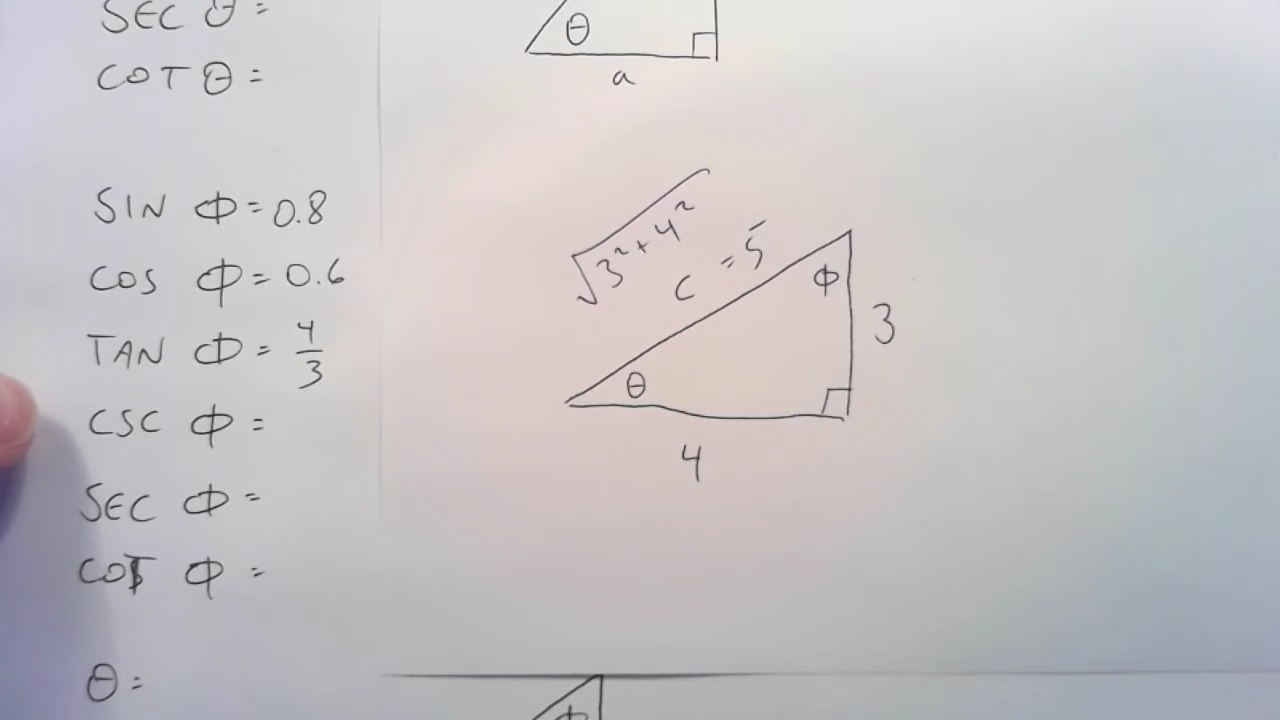 SEC θ =
COT θ =
SIN Φ = 0.8
COS Φ = 0.6
TAN Φ = 4/3
CSC Φ =
SEC Φ =
COT Φ =
θ =
θ
a
√3² + 4²
c = 5
Φ
3
θ
4
Φ